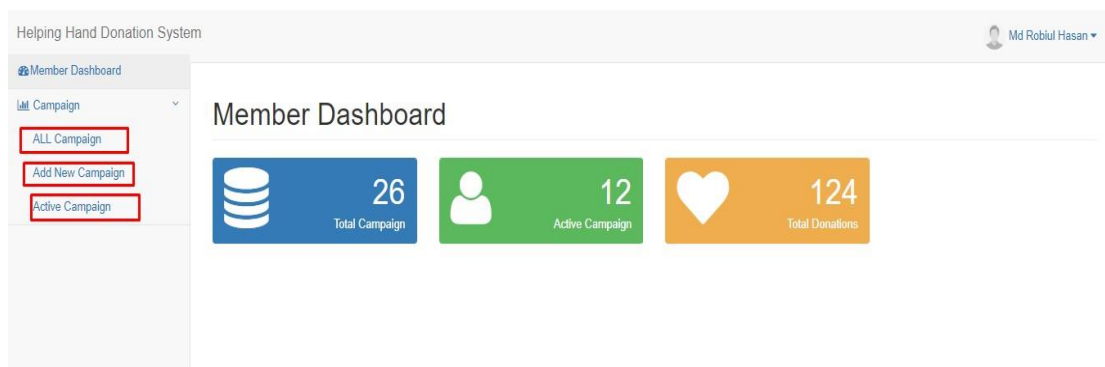 Helping Hand Donation System
Md Robiul Hasan
Member Dashboard
Campaign
ALL Campaign
Add New Campaign
Active Campaign
Member Dashboard
26
Total Campaign
12
Active Campaign
124
Total Donations